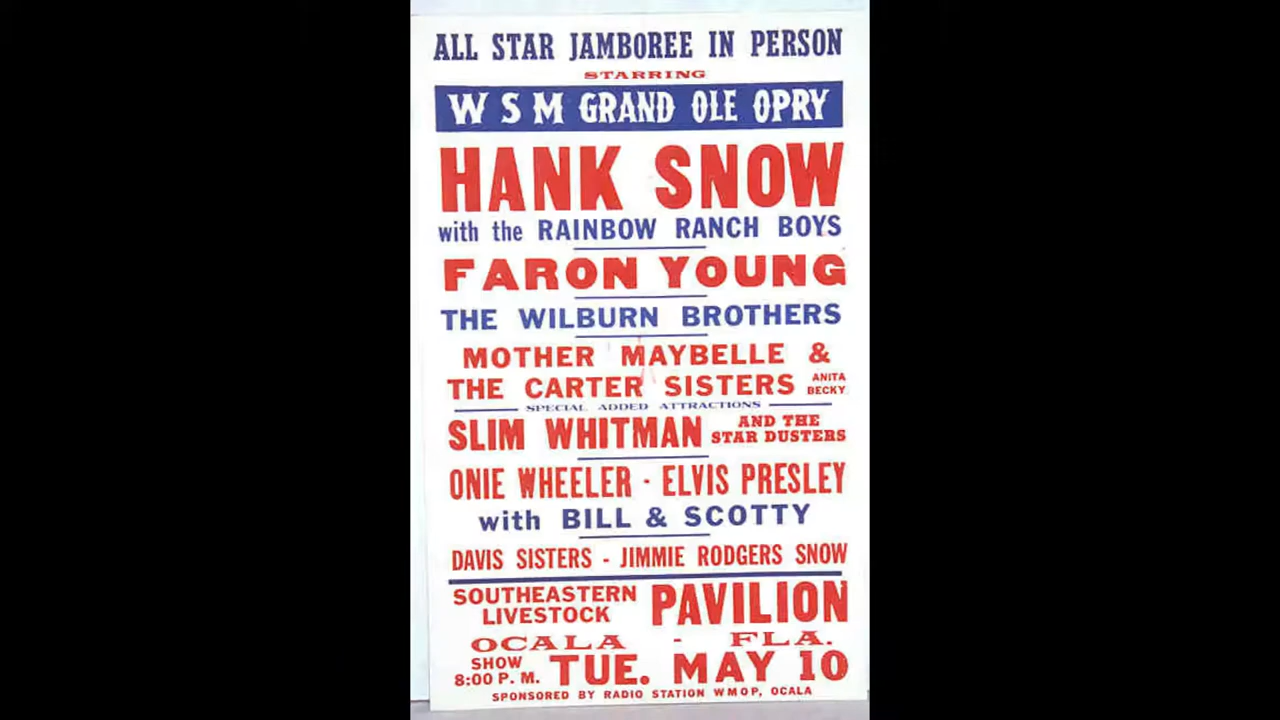 ALL STAR JAMBOREE IN PERSON
STARRING
W S M GRAND OLE OPRY
HANK SNOW
with the RAINBOW RANCH BOYS
FARON YOUNG
THE WILBURN BROTHERS
MOTHER MAYBELLE &
THE CARTER SISTERS ANITA BECKY
SPECIAL ADDED ATTRACTIONS
SLIM WHITMAN AND THE STAR DUSTERS
ONIE WHEELER - ELVIS PRESLEY
with BILL & SCOTTY
DAVIS SISTERS - JIMMIE RODGERS SNOW
SOUTHEASTERN LIVESTOCK PAVILION
OCALA - FLA.
SHOW 8:00 P. M. TUE. MAY 10
SPONSORED BY RADIO STATION WMOP, OCALA